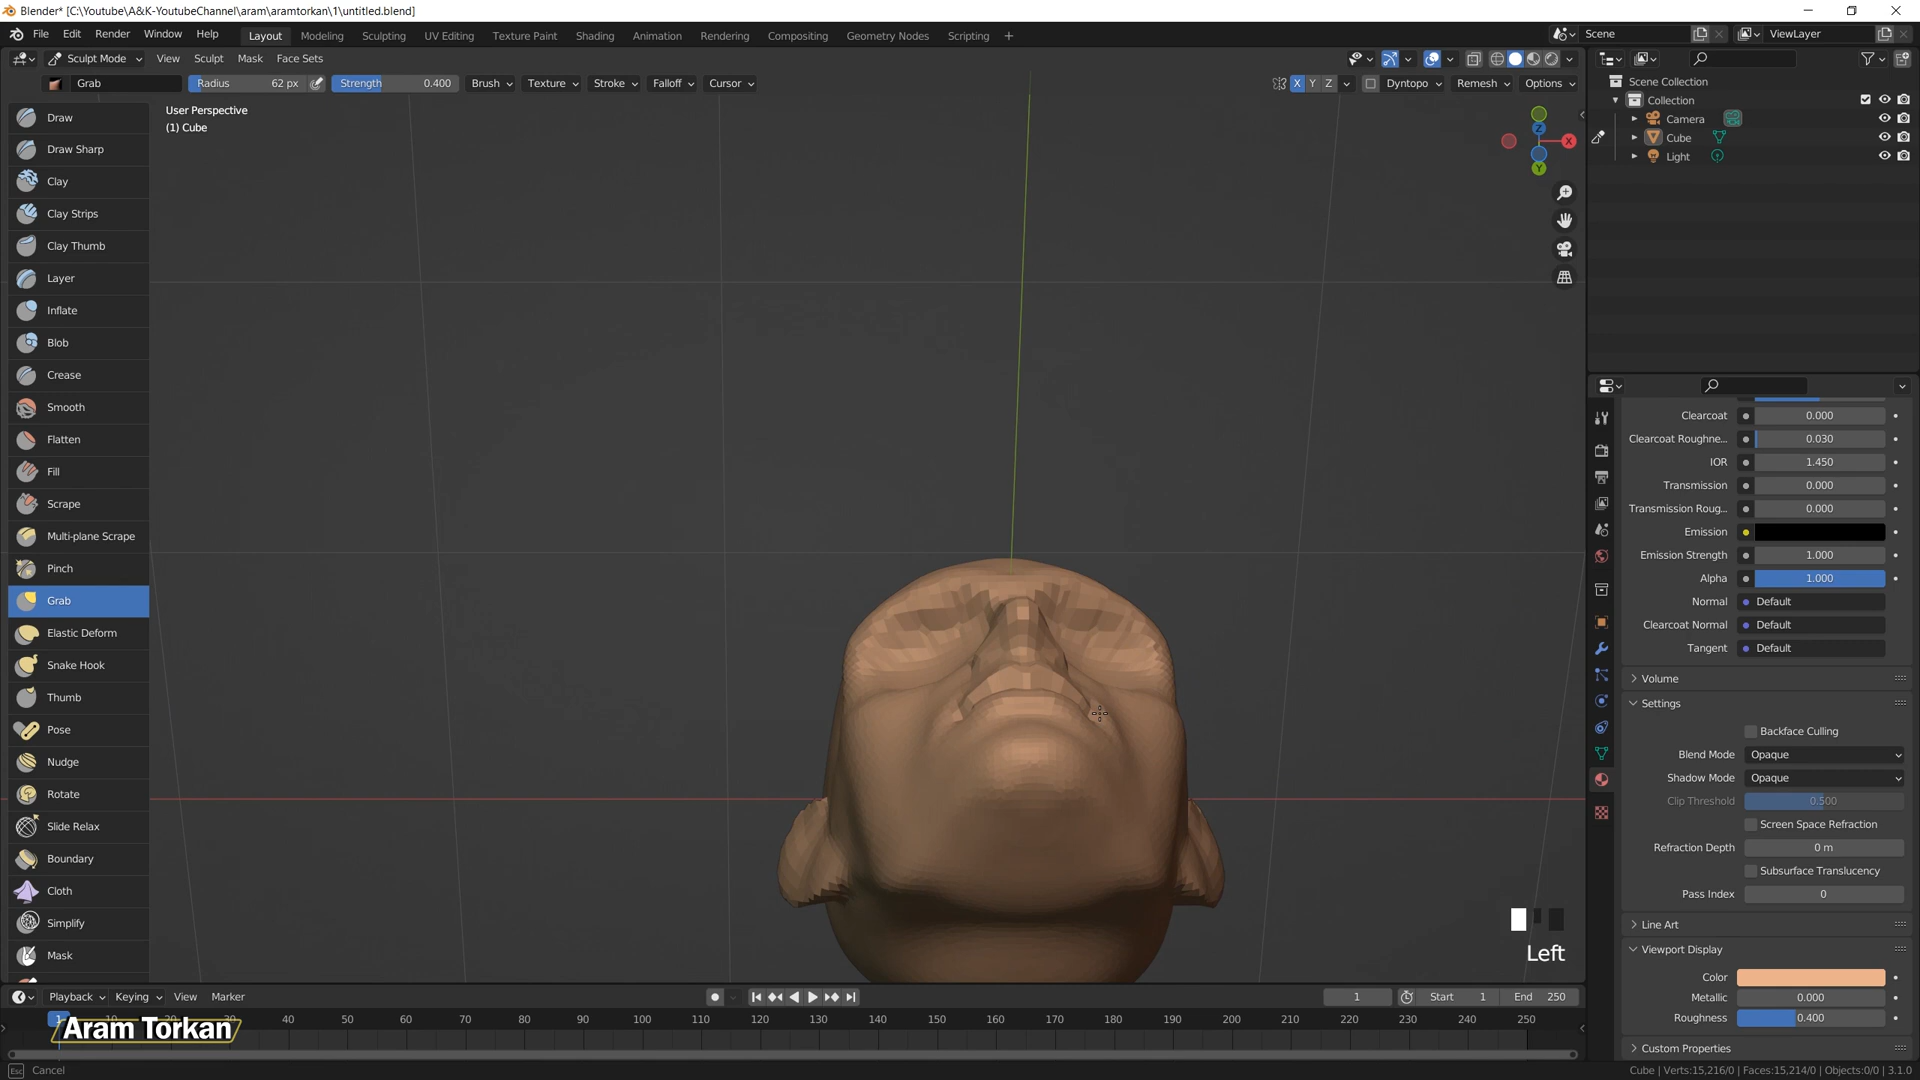 Blender* [C:\Youtube\A&K-YoutubeChannel\aram\aramtorkan\1\untitled.blend]
File Edit Render Window Help Layout Modeling Sculpting UV Editing Texture Paint Shading Animation Rendering Compositing Geometry Nodes Scripting + Scene ViewLayer
Sculpt Mode View Sculpt Mask Face Sets
Grab Radius 62 px Strength 0.400 Brush Texture Stroke Falloff Cursor X Y Z Dyntopo Remesh Options
User Perspective
(1) Cube
Draw
Draw Sharp
Clay
Clay Strips
Clay Thumb
Layer
Inflate
Blob
Crease
Smooth
Flatten
Fill
Scrape
Multi-plane Scrape
Pinch
Grab
Elastic Deform
Snake Hook
Thumb
Pose
Nudge
Rotate
Slide Relax
Boundary
Cloth
Simplify
Mask
Z
X
Y
Left
Scene Collection
Collection
Camera
Cube
Light
Clearcoat 0.000
Clearcoat Roughne... 0.030
IOR 1.450
Transmission 0.000
Transmission Roug... 0.000
Emission
Emission Strength 1.000
Alpha 1.000
Normal Default
Clearcoat Normal Default
Tangent Default
Volume
Settings
Backface Culling
Blend Mode Opaque
Shadow Mode Opaque
Clip Threshold 0.500
Screen Space Refraction
Refraction Depth 0 m
Subsurface Translucency
Pass Index 0
Line Art
Viewport Display
Color
Metallic 0.000
Roughness 0.400
Custom Properties
Playback Keying View Marker 1 Start 1 End 250
1 40 50 60 70 80 90 100 110 120 130 140 150 160 170 180 190 200 210 220 230 240 250
Aram Torkan
Esc Cancel
Cube | Verts:15,216/0 | Faces:15,214/0 | Objects:0/0 | 3.1.0